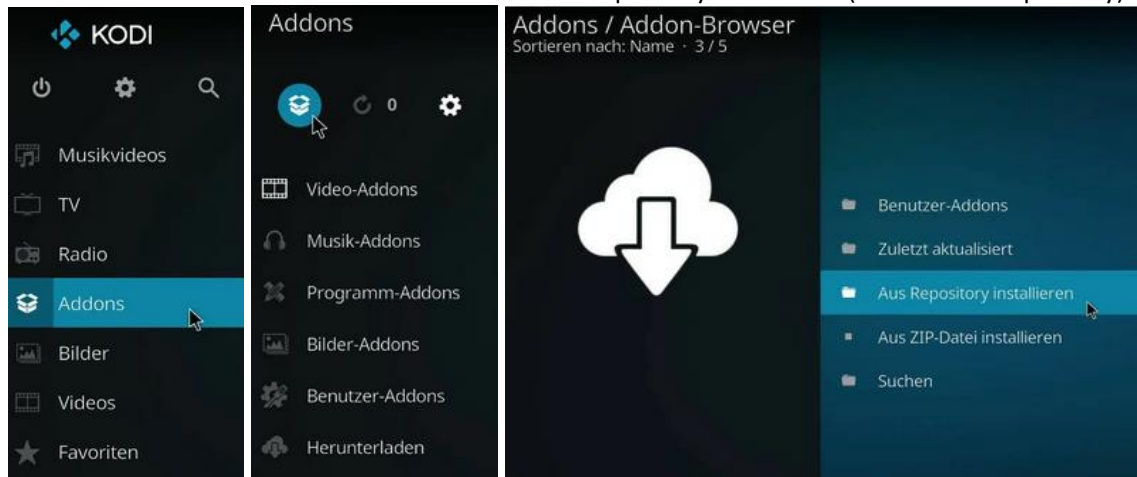 KODI
Musikvideos
TV
Radio
Addons
Bilder
Videos
Favoriten
Addons
0
Video-Addons
Musik-Addons
Programm-Addons
Bilder-Addons
Benutzer-Addons
Herunterladen
Addons / Addon-Browser
Sortieren nach: Name · 3 / 5
Benutzer-Addons
Zuletzt aktualisiert
Aus Repository installieren
Aus ZIP-Datei installieren
Suchen